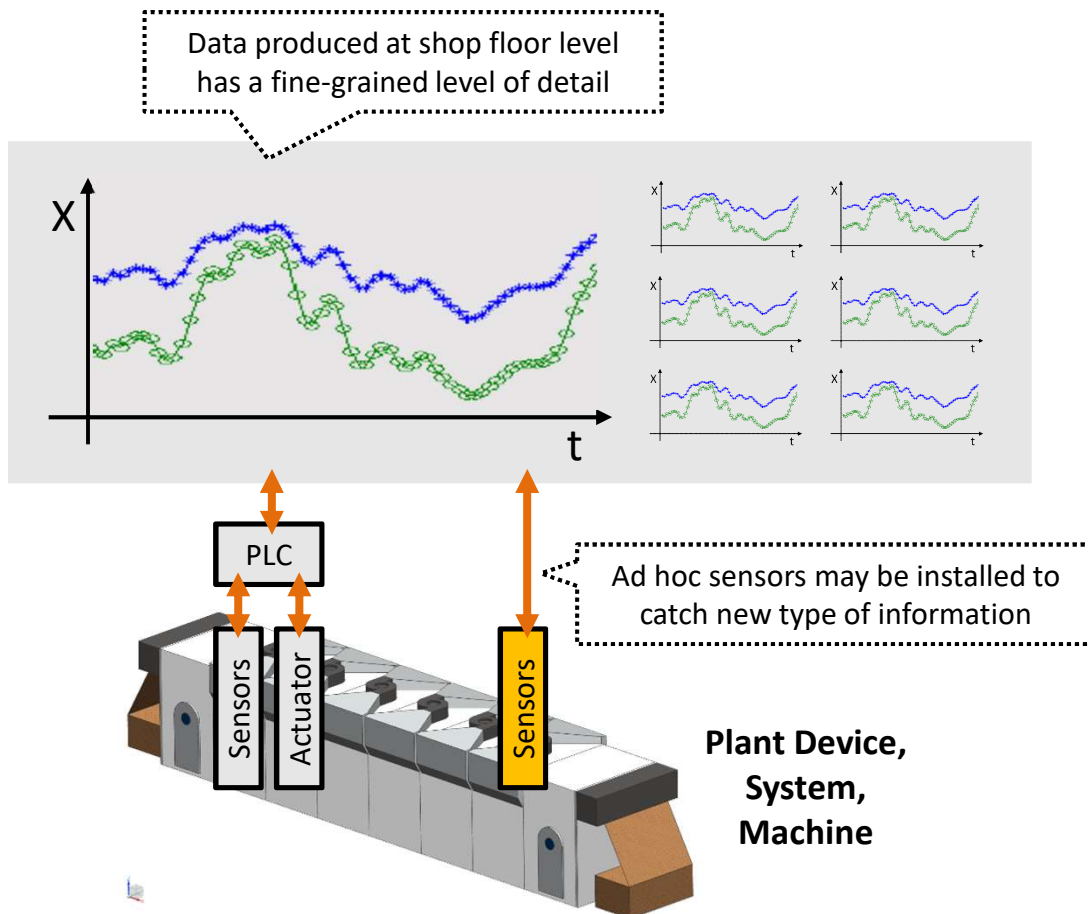 Data produced at shop floor level
has a fine-grained level of detail
X
t
X
t
X
t
X
t
X
t
X
t
X
t
PLC
Ad hoc sensors may be installed to
catch new type of information
Sensors
Actuator
Sensors
Plant Device,
System,
Machine